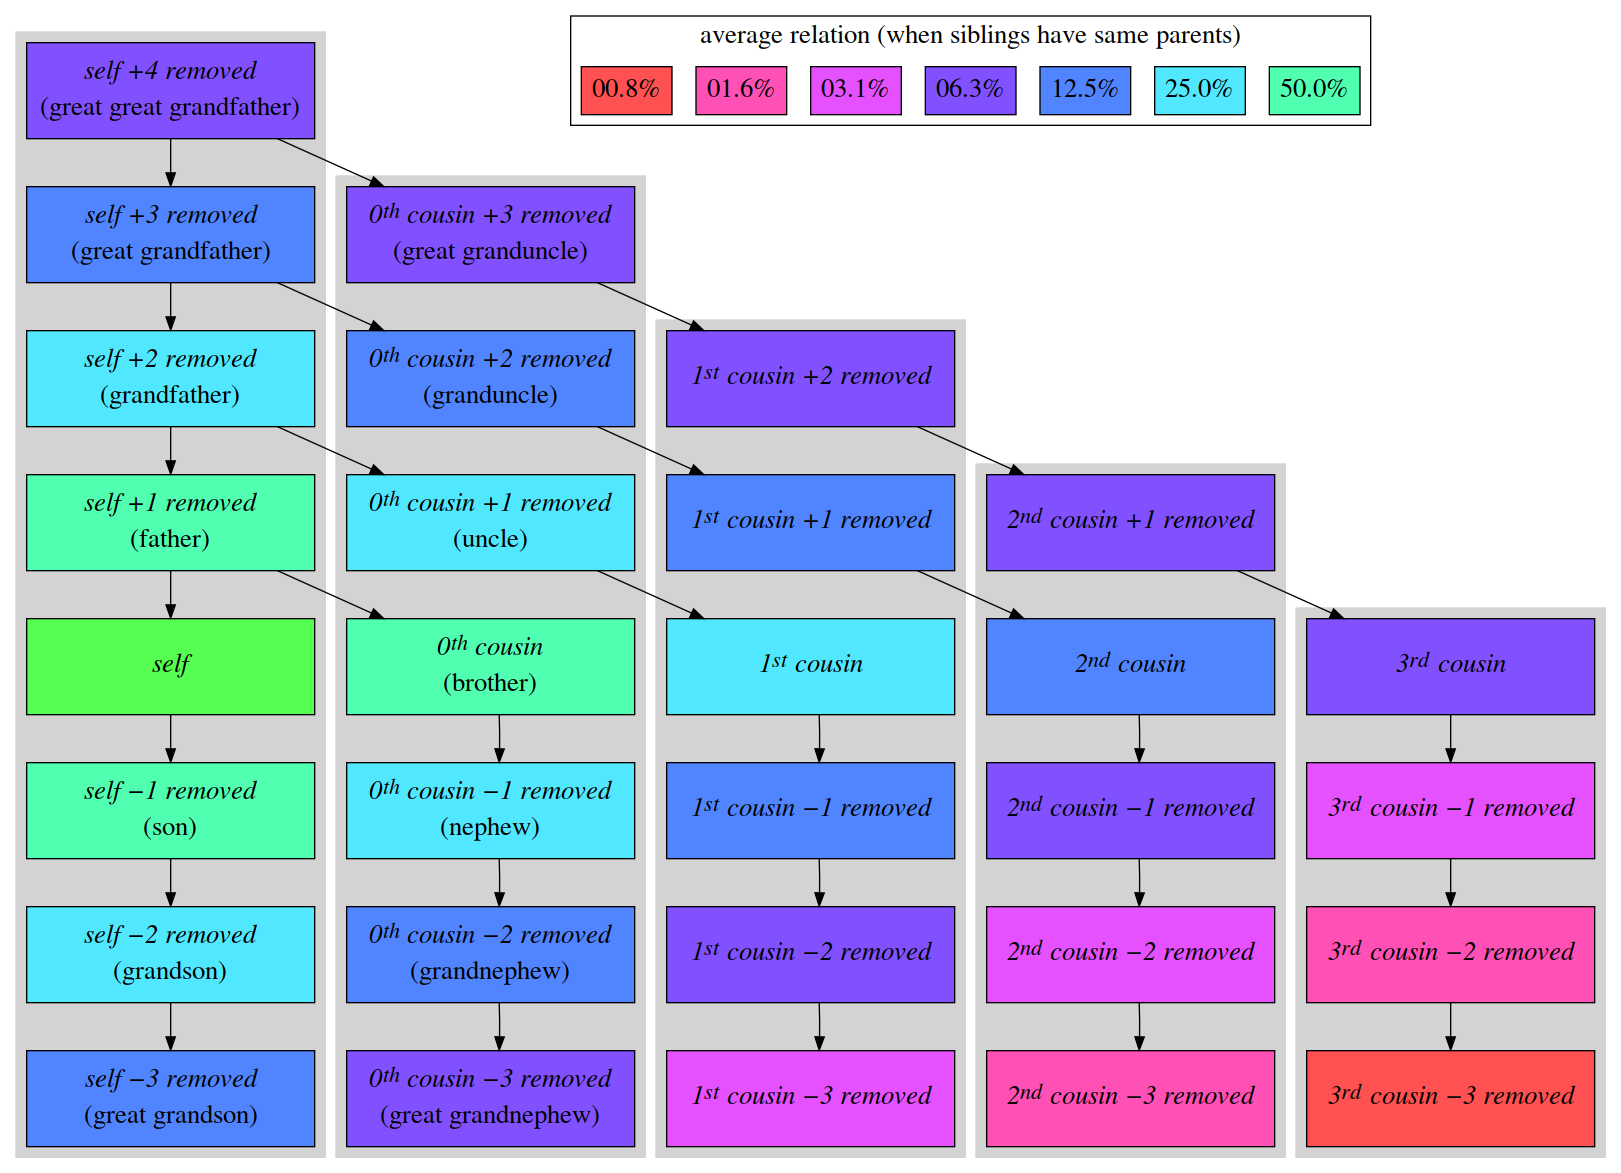 average relation (when siblings have same parents)
00.8% 01.6% 03.1% 06.3% 12.5% 25.0% 50.0%
self +4 removed
(great great grandfather)
self +3 removed
(great grandfather)
0th cousin +3 removed
(great granduncle)
self +2 removed
(grandfather)
0th cousin +2 removed
(granduncle)
1st cousin +2 removed
self +1 removed
(father)
0th cousin +1 removed
(uncle)
1st cousin +1 removed
2nd cousin +1 removed
self
0th cousin
(brother)
1st cousin
2nd cousin
3rd cousin
self −1 removed
(son)
0th cousin −1 removed
(nephew)
1st cousin −1 removed
2nd cousin −1 removed
3rd cousin −1 removed
self −2 removed
(grandson)
0th cousin −2 removed
(grandnephew)
1st cousin −2 removed
2nd cousin −2 removed
3rd cousin −2 removed
self −3 removed
(great grandson)
0th cousin −3 removed
(great grandnephew)
1st cousin −3 removed
2nd cousin −3 removed
3rd cousin −3 removed